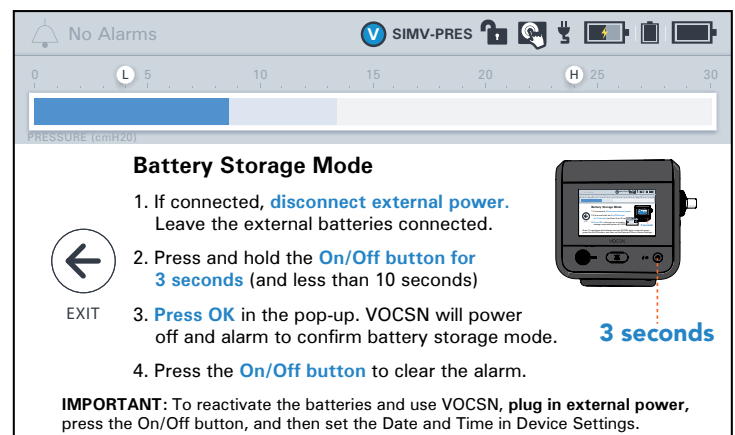 No Alarms
V SIMV-PRES
0 L 5 10 15 20 H 25 30
PRESSURE (cmH20)
Battery Storage Mode
1. If connected, disconnect external power.
Leave the external batteries connected.
2. Press and hold the On/Off button for
3 seconds (and less than 10 seconds)
EXIT
3. Press OK in the pop-up. VOCSN will power
off and alarm to confirm battery storage mode.
3 seconds
4. Press the On/Off button to clear the alarm.
IMPORTANT: To reactivate the batteries and use VOCSN, plug in external power,
press the On/Off button, and then set the Date and Time in Device Settings.
Battery Storage Mode
VOCSN